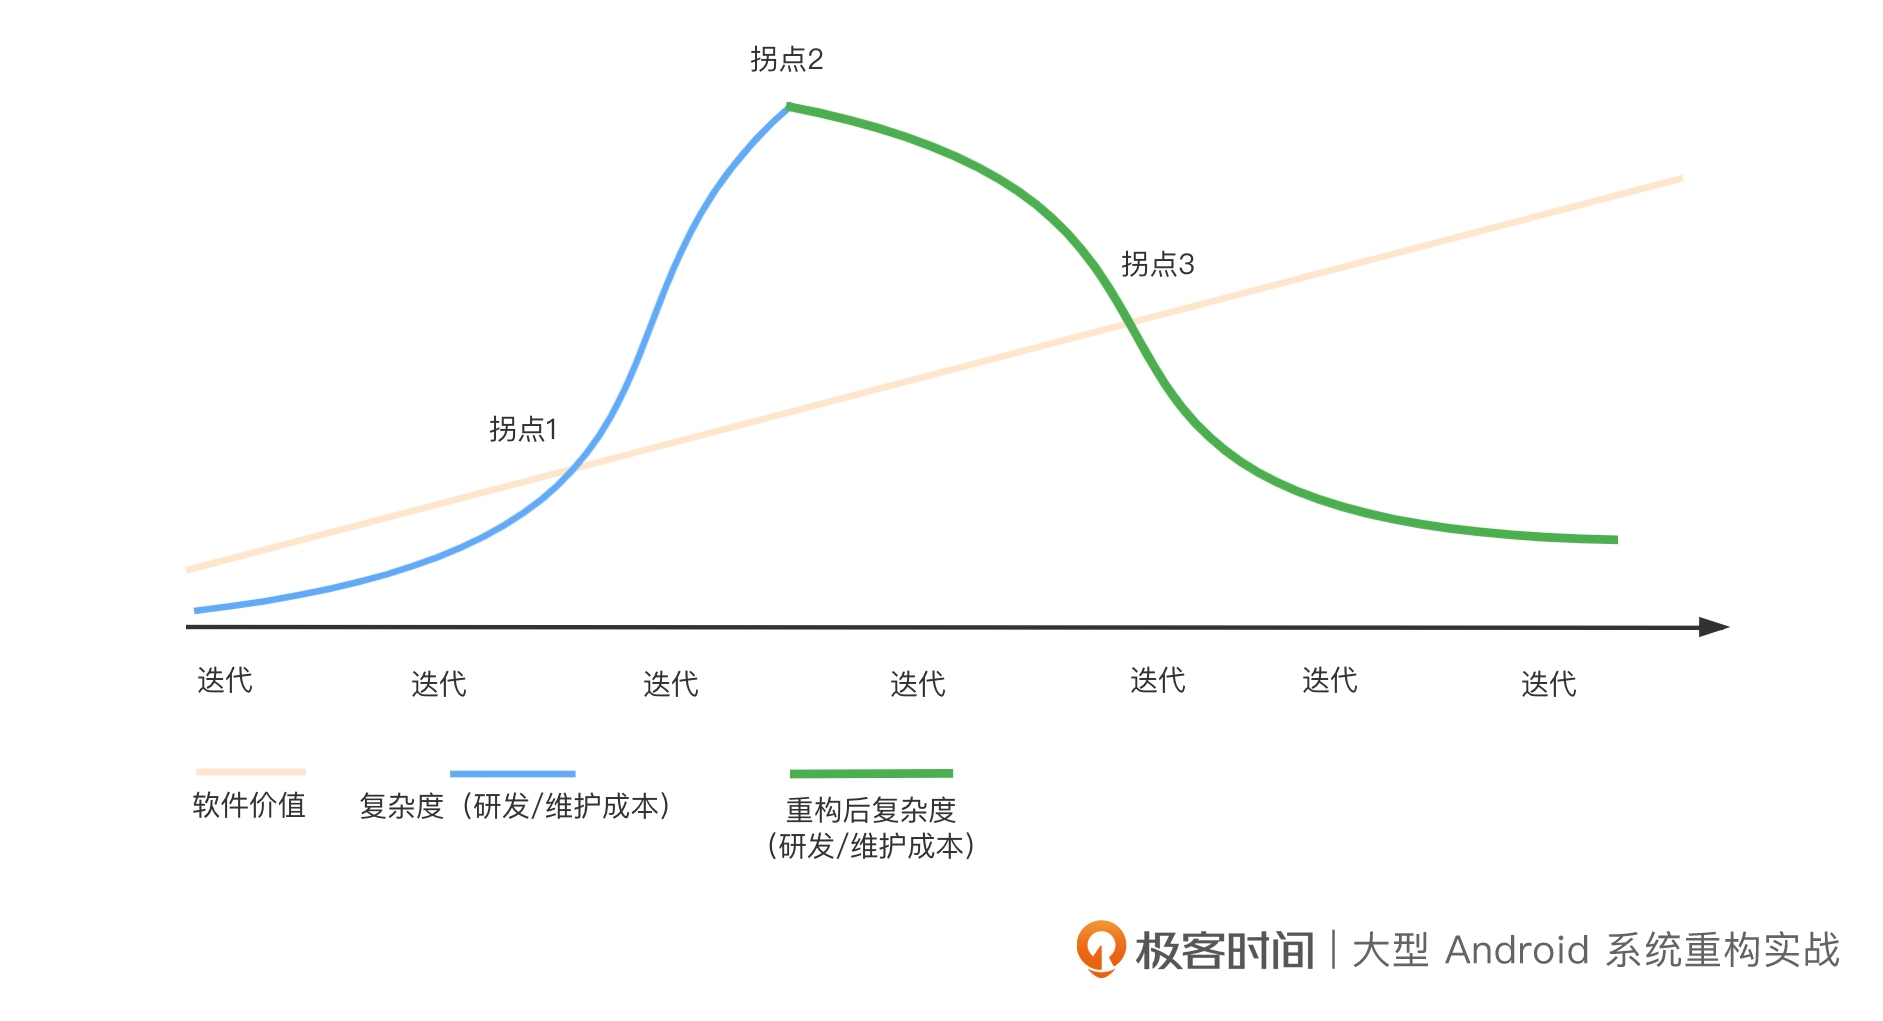 拐点2
拐点3
拐点1
迭代 迭代 迭代 迭代 迭代 迭代 迭代
软件价值 复杂度（研发/维护成本） 重构后复杂度
（研发/维护成本）
极客时间 | 大型 Android 系统重构实战